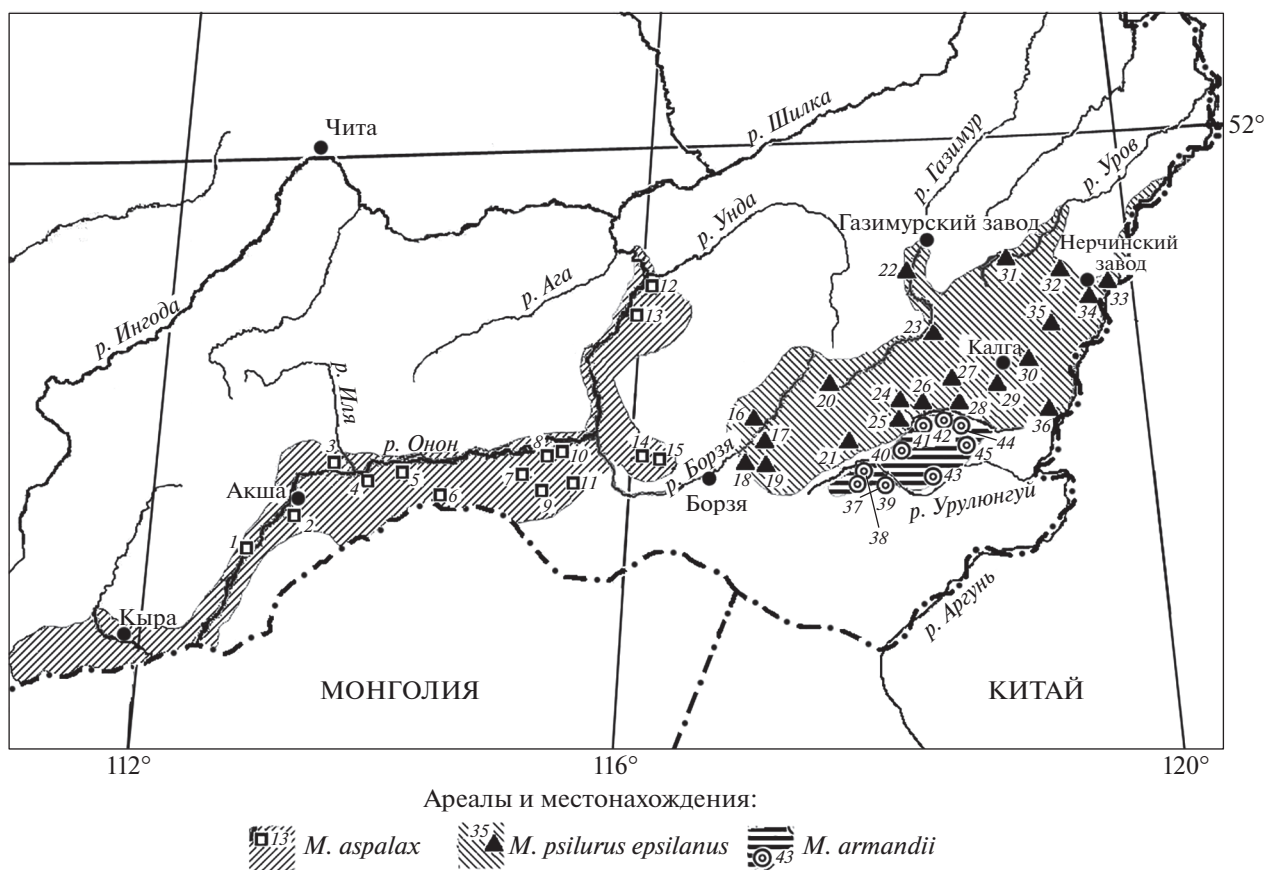 Чита
р. Шилка
52°
р. Газимур
р. Уров
р. Унда
Газимурский завод
Нерчинский
завод
р. Ингода
р. Ага
22
31
32
33
34
12
13
35
23
Калга
30
р. Иля
20
24
26
27
29
28
25
36
16
17
18
19
21
р. Онон
3
4
5
6
7
8
9
10
11
14
15
р. Борзя
Борзя
41
42
44
45
40
43
37
39
38
р. Урулюнгуй
Акша
2
1
р. Аргунь
Кыра
МОНГОЛИЯ
КИТАЙ
112°
116°
120°
Ареалы и местонахождения:
13 M. aspalax
35 M. psilurus epsilanus
43 M. armandii